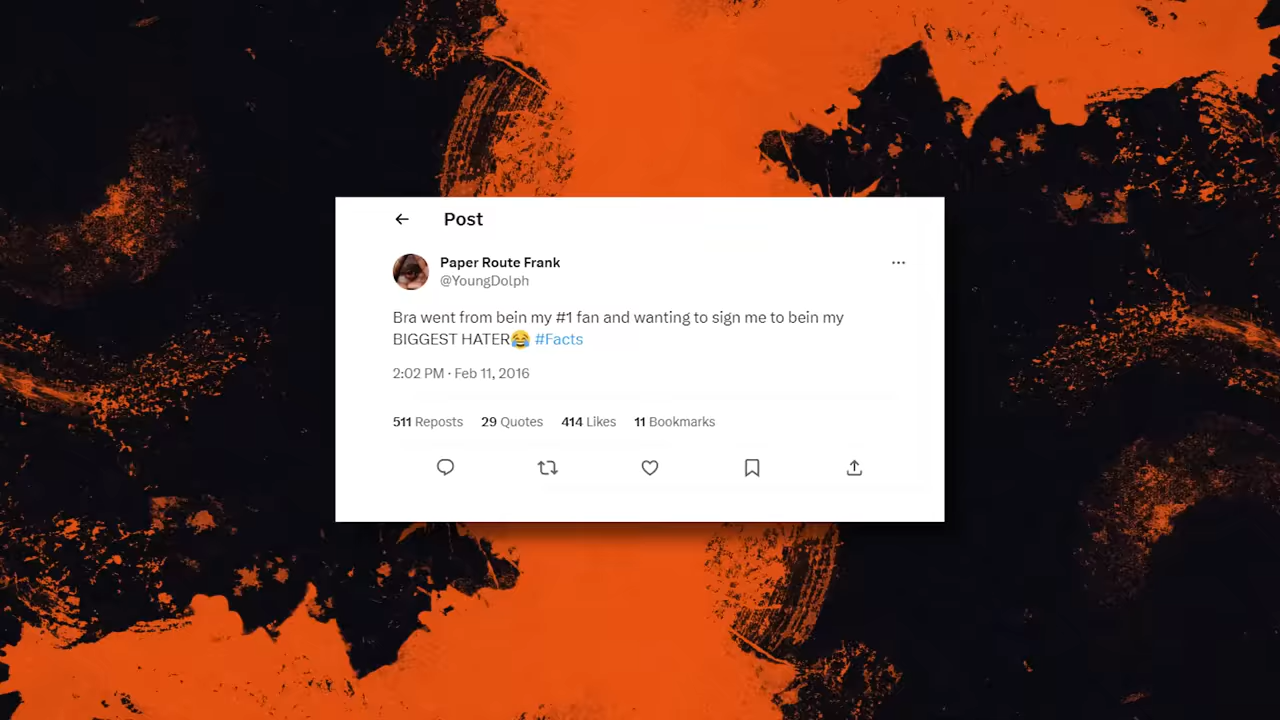 Post
Paper Route Frank
@YoungDolph
Bra went from bein my #1 fan and wanting to sign me to bein my
BIGGEST HATER😂 #Facts
2:02 PM · Feb 11, 2016
511 Reposts 29 Quotes 414 Likes 11 Bookmarks